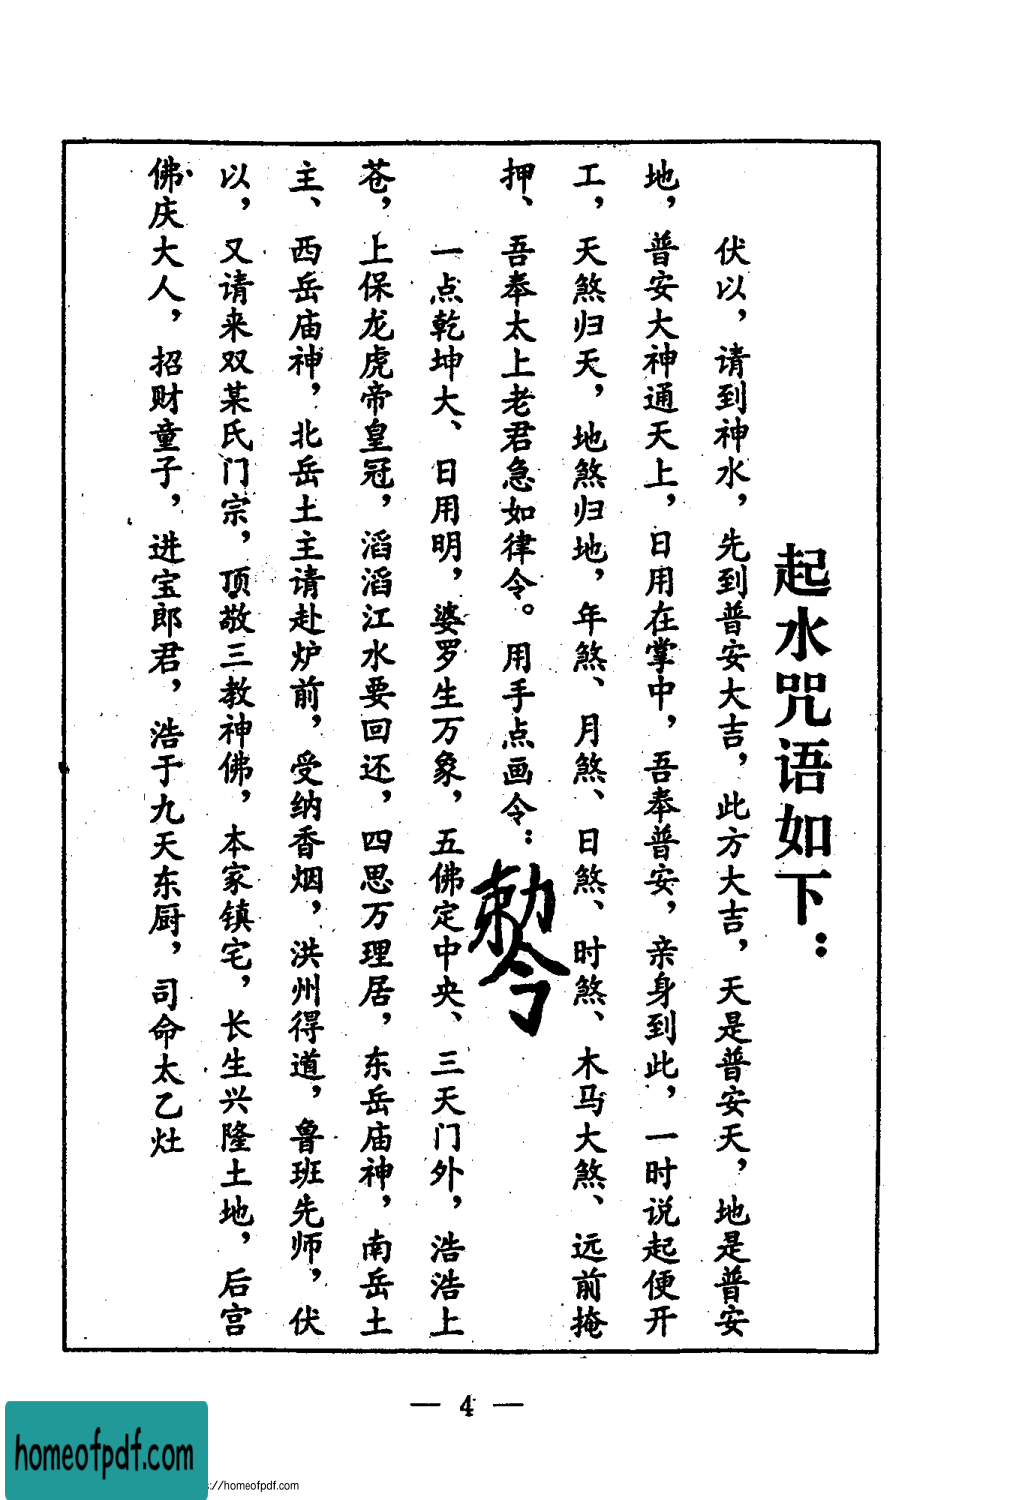 起水咒语如下：
伏以，请到神水，先到普安大吉，此方大吉，天是普安天，地是普安
地，普安大神通天上，日用在掌中，吾奉普安，亲身到此，一时说起便开
工，天煞归天，地煞归地，年煞、月煞、日煞、时煞、木马大煞、远前掩
押、吾奉太上老君急如律令。用手点画令：
勅令
一点乾坤大、日用明，婆罗生万象，五佛定中央、三天门外，浩浩上
苍，上保龙虎帝皇冠，滔滔江水要回还，四思万理居，东岳庙神，南岳土
主、西岳庙神，北岳土主请赴炉前，受纳香烟，洪州得道，鲁班先师，伏
以，又请来双某氏门宗，顶敬三教神佛，本家镇宅，长生兴隆土地，后宫
佛庆大人，招财童子，进宝郎君，浩于九天东厨，司命太乙灶
— 4 —
homeofpdf.com
s://homeofpdf.com